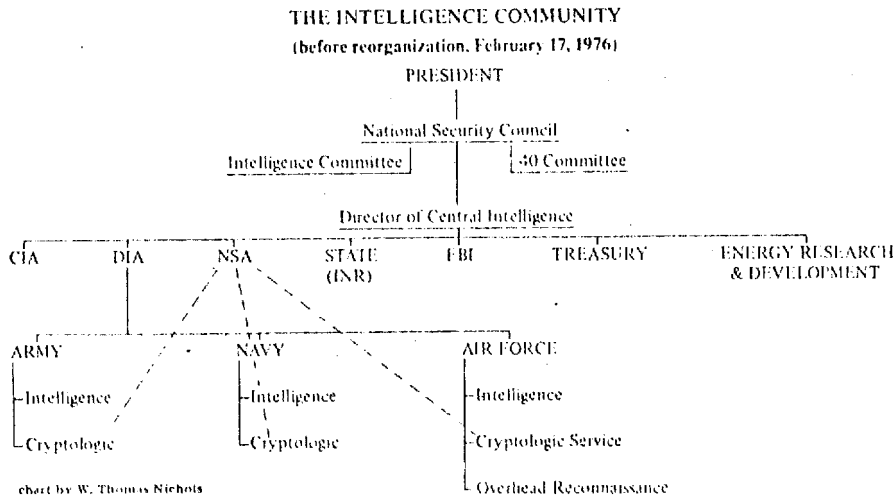 THE INTELLIGENCE COMMUNITY
(before reorganization, February 17, 1976)
PRESIDENT
National Security Council
Intelligence Committee
40 Committee
Director of Central Intelligence
CIA DIA NSA STATE FBI TREASURY ENERGY RESEARCH
(INR) & DEVELOPMENT
ARMY NAVY AIR FORCE
Intelligence Intelligence Intelligence
Cryptologic Cryptologic Cryptologic Service
Overhead Reconnaissance
chart by W. Thomas Nichols